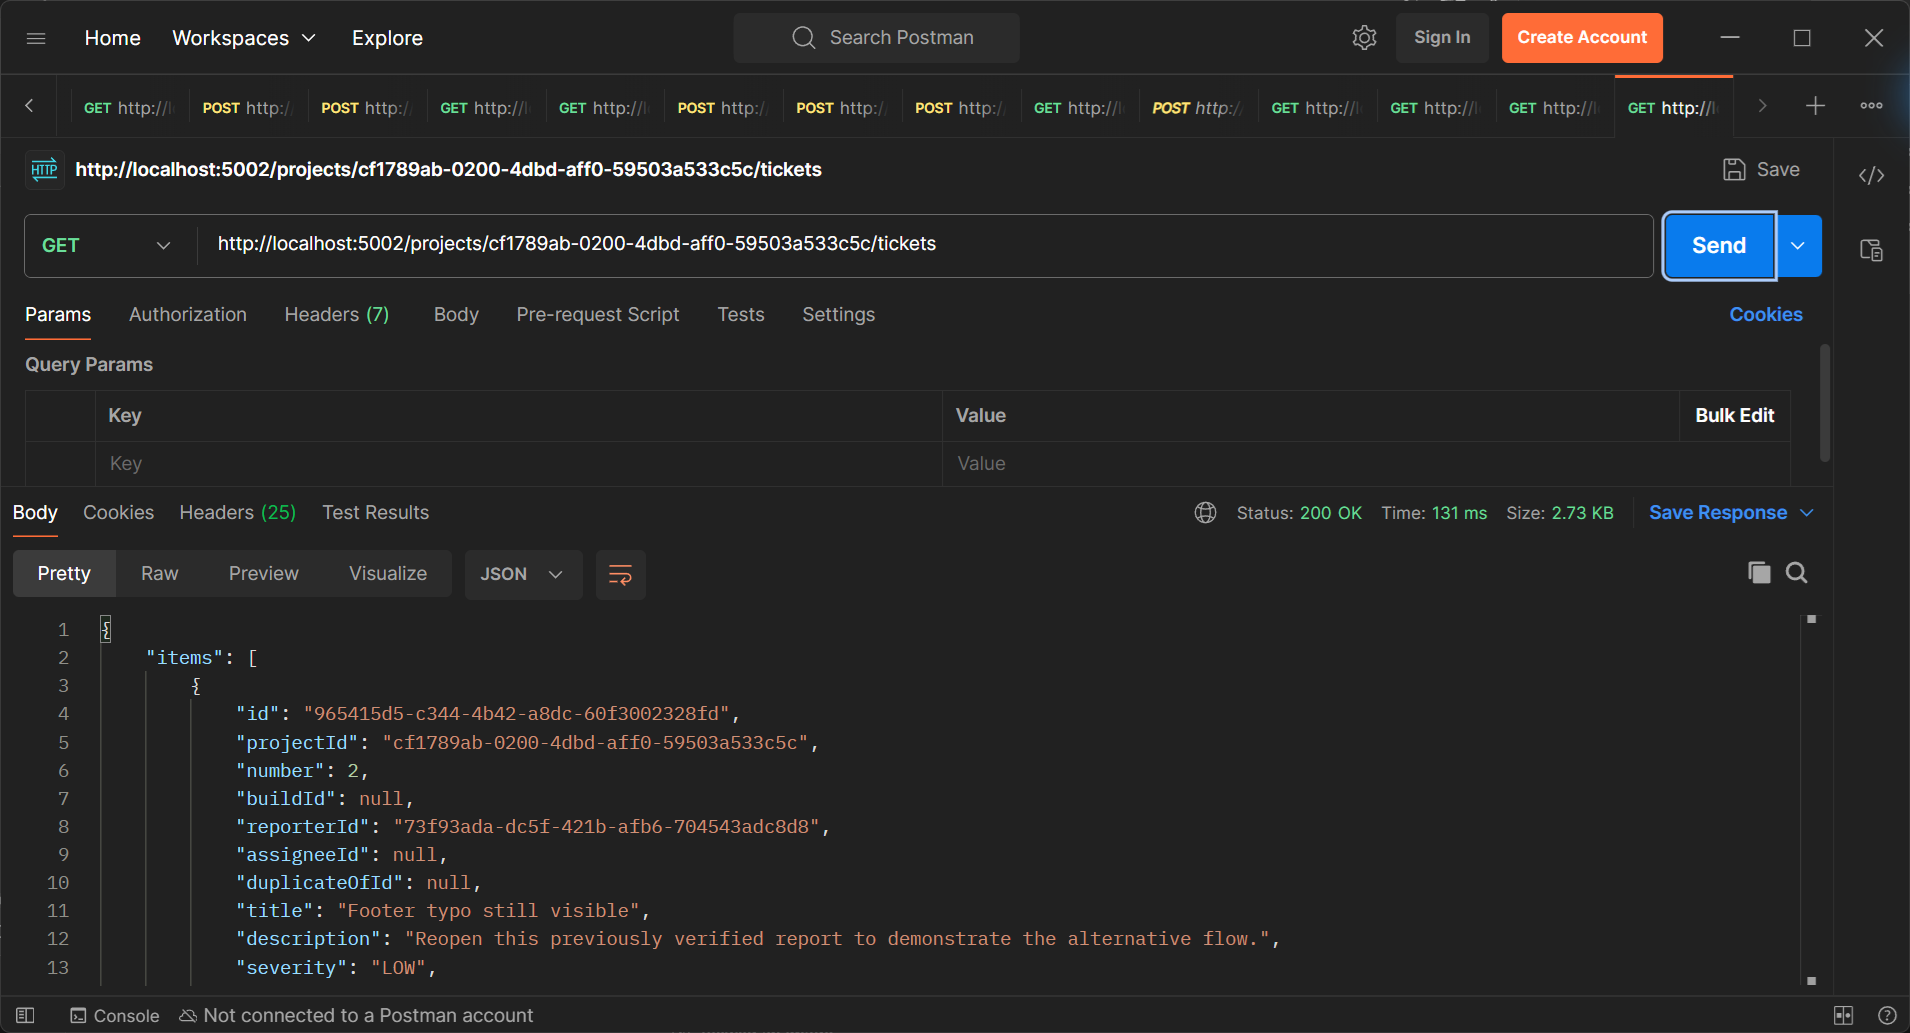 Home Workspaces Explore Search Postman Sign In Create Account
GET http://l POST http:/ POST http:/ GET http://l GET http://l POST http:/ POST http:/ POST http:/ GET http://l POST http:/ GET http://l GET http://l GET http://l GET http://l
HTTP http://localhost:5002/projects/cf1789ab-0200-4dbd-aff0-59503a533c5c/tickets Save
GET http://localhost:5002/projects/cf1789ab-0200-4dbd-aff0-59503a533c5c/tickets Send
Params Authorization Headers (7) Body Pre-request Script Tests Settings Cookies
Query Params
Key Value Bulk Edit
Key Value
Body Cookies Headers (25) Test Results Status: 200 OK Time: 131 ms Size: 2.73 KB Save Response
Pretty Raw Preview Visualize JSON
1 {
2 "items": [
3 {
4 "id": "965415d5-c344-4b42-a8dc-60f3002328fd",
5 "projectId": "cf1789ab-0200-4dbd-aff0-59503a533c5c",
6 "number": 2,
7 "buildId": null,
8 "reporterId": "73f93ada-dc5f-421b-afb6-704543adc8d8",
9 "assigneeId": null,
10 "duplicateOfId": null,
11 "title": "Footer typo still visible",
12 "description": "Reopen this previously verified report to demonstrate the alternative flow.",
13 "severity": "LOW",
Console Not connected to a Postman account